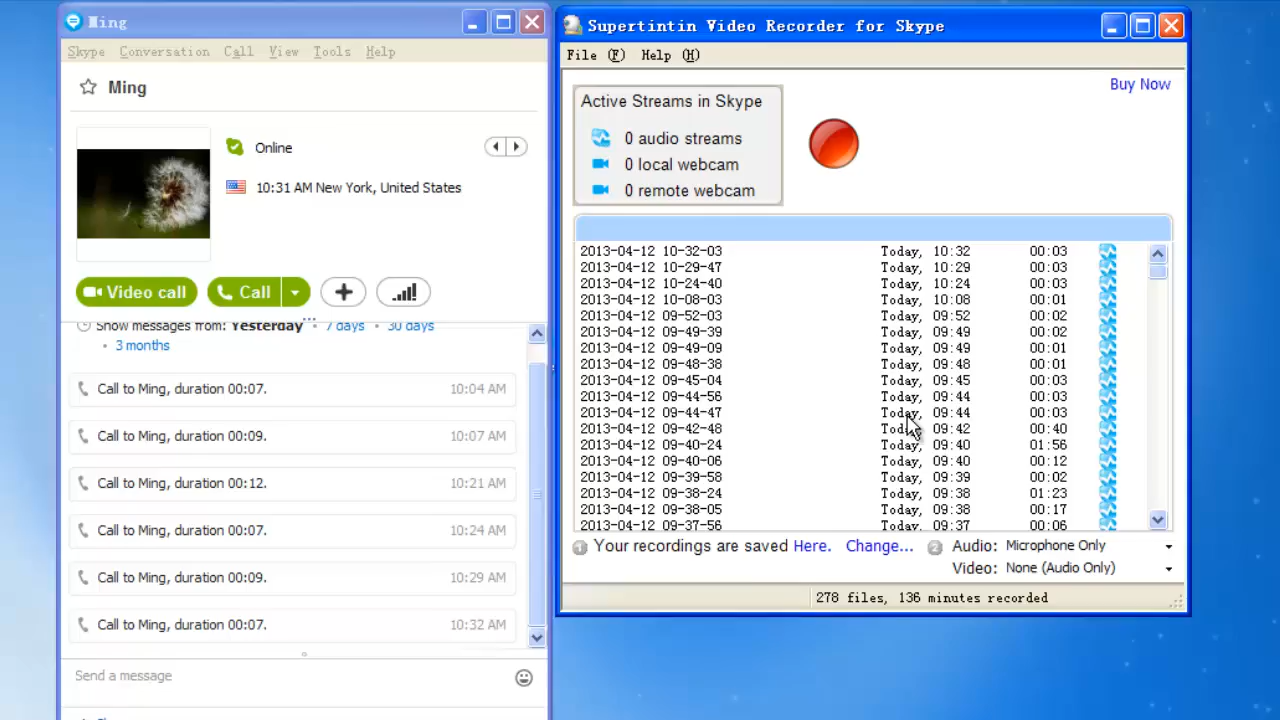 Ming
Skype Conversation Call View Tools Help
Ming
Online
10:31 AM New York, United States
Video call Call
Show messages from: Yesterday • 7 days • 30 days
• 3 months
Call to Ming, duration 00:07. 10:04 AM
Call to Ming, duration 00:09. 10:07 AM
Call to Ming, duration 00:12. 10:21 AM
Call to Ming, duration 00:07. 10:24 AM
Call to Ming, duration 00:09. 10:29 AM
Call to Ming, duration 00:07. 10:32 AM
Send a message
Supertintin Video Recorder for Skype
File (F) Help (H)
Buy Now
Active Streams in Skype
0 audio streams
0 local webcam
0 remote webcam
2013-04-12 10-32-03 Today, 10:32 00:03
2013-04-12 10-29-47 Today, 10:29 00:03
2013-04-12 10-24-40 Today, 10:24 00:03
2013-04-12 10-08-03 Today, 10:08 00:01
2013-04-12 09-52-03 Today, 09:52 00:02
2013-04-12 09-49-39 Today, 09:49 00:02
2013-04-12 09-49-09 Today, 09:49 00:01
2013-04-12 09-48-38 Today, 09:48 00:01
2013-04-12 09-45-04 Today, 09:45 00:03
2013-04-12 09-44-56 Today, 09:44 00:03
2013-04-12 09-44-47 Today, 09:44 00:03
2013-04-12 09-42-48 Today, 09:42 00:40
2013-04-12 09-40-24 Today, 09:40 01:56
2013-04-12 09-40-06 Today, 09:40 00:12
2013-04-12 09-39-58 Today, 09:39 00:02
2013-04-12 09-38-24 Today, 09:38 01:23
2013-04-12 09-38-05 Today, 09:38 00:17
2013-04-12 09-37-56 Today, 09:37 00:06
1 Your recordings are saved Here. Change... 2 Audio: Microphone Only
Video: None (Audio Only)
278 files, 136 minutes recorded